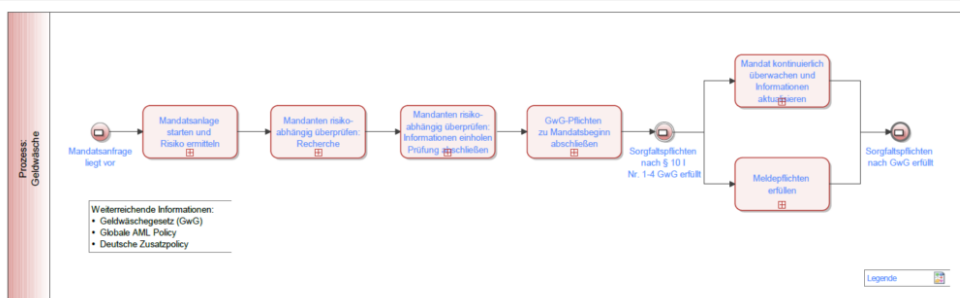 Prozess:
Geldwäsche
Mandatsanfrage
liegt vor
Mandatsanlage
starten und
Risiko ermitteln
Mandanten risiko-
abhängig überprüfen:
Recherche
Mandanten risiko-
abhängig überprüfen:
Informationen einholen
Prüfung abschließen
GwG-Pflichten
zu Mandatsbeginn
abschließen
Sorgfaltspflichten
nach § 10 I
Nr. 1-4 GwG erfüllt
Mandat kontinuierlich
überwachen und
Informationen
aktualisieren
Meldepflichten
erfüllen
Sorgfaltspflichten
nach GwG erfüllt
Weiterreichende Informationen:
• Geldwäschegesetz (GwG)
• Globale AML Policy
• Deutsche Zusatzpolicy
Legende